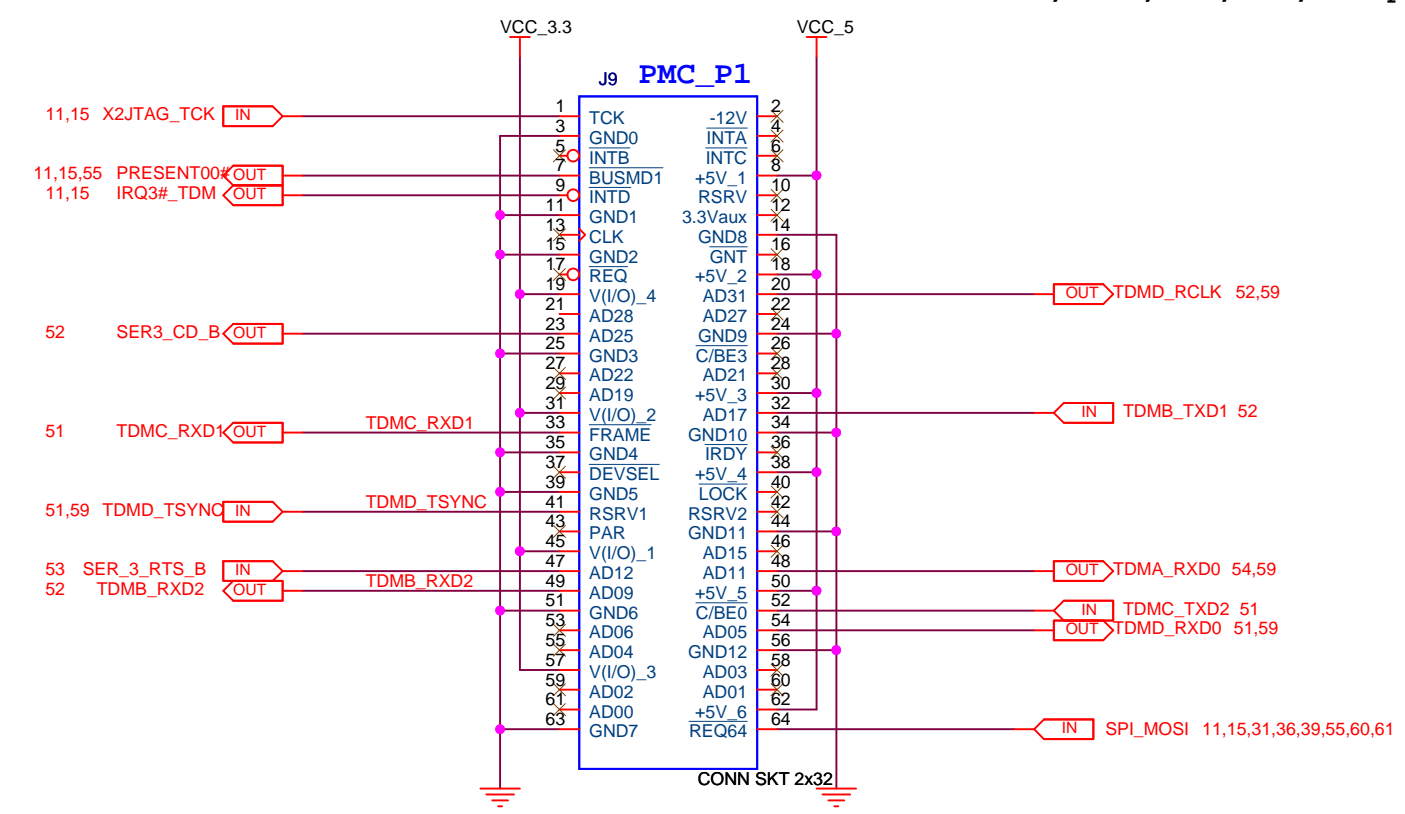 VCC_3.3 VCC_5
J9 PMC_P1
11,15 X2JTAG_TCK IN 1 TCK -12V 2
3 GND0 INTA 4
5 INTB INTC 6
11,15,55 PRESENT00# OUT 7 BUSMD1 +5V_1 8
11,15 IRQ3#_TDM OUT 9 INTD RSRV 10
11 GND1 3.3Vaux 12
13 CLK GND8 14
15 GND2 GNT 16
17 REQ +5V_2 18
19 V(I/O)_4 AD31 20 OUT TDMD_RCLK 52,59
21 AD28 AD27 22
52 SER3_CD_B OUT 23 AD25 GND9 24
25 GND3 C/BE3 26
27 AD22 AD21 28
29 AD19 +5V_3 30
31 V(I/O)_2 AD17 32 IN TDMB_TXD1 52
51 TDMC_RXD1 OUT TDMC_RXD1 33 FRAME GND10 34
35 GND4 IRDY 36
37 DEVSEL +5V_4 38
39 GND5 LOCK 40
51,59 TDMD_TSYNC IN TDMD_TSYNC 41 RSRV1 RSRV2 42
43 PAR GND11 44
45 V(I/O)_1 AD15 46
53 SER_3_RTS_B IN 47 AD12 AD11 48 OUT TDMA_RXD0 54,59
52 TDMB_RXD2 OUT TDMB_RXD2 49 AD09 +5V_5 50
51 GND6 C/BE0 52 IN TDMC_TXD2 51
53 AD06 AD05 54 OUT TDMD_RXD0 51,59
55 AD04 GND12 56
57 V(I/O)_3 AD03 58
59 AD02 AD01 60
61 AD00 +5V_6 62
63 GND7 REQ64 64 IN SPI_MOSI 11,15,31,36,39,55,60,61
CONN SKT 2x32